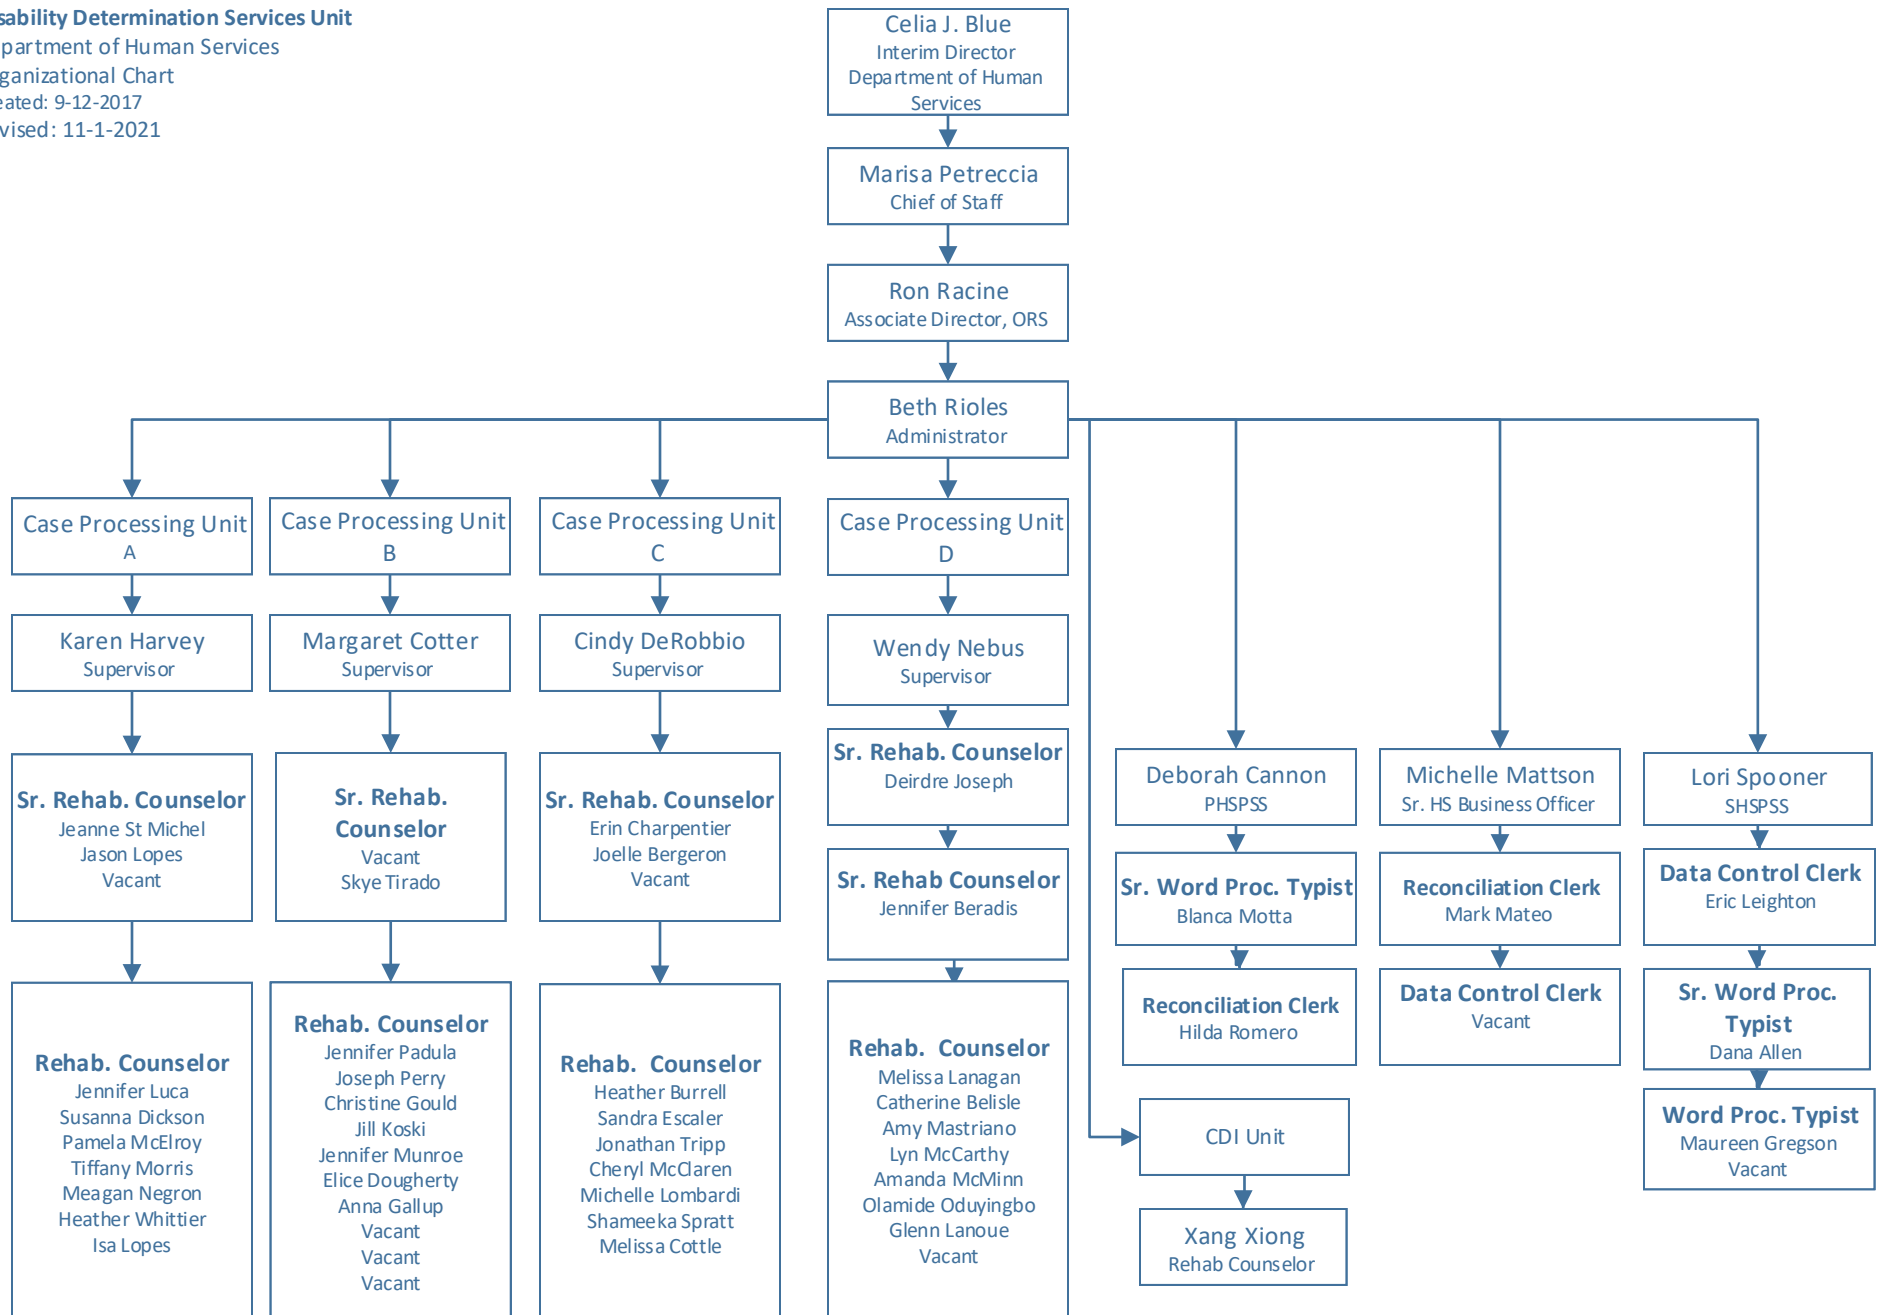 sability Determination Services Unit
partment of Human Services
ganizational Chart
eated: 9-12-2017
vised: 11-1-2021
Celia J. Blue
Interim Director
Department of Human
Services
Marisa Petreccia
Chief of Staff
Ron Racine
Associate Director, ORS
Beth Rioles
Administrator
Case Processing Unit
A
Karen Harvey
Supervisor
Sr. Rehab. Counselor
Jeanne St Michel
Jason Lopes
Vacant
Rehab. Counselor
Jennifer Luca
Susanna Dickson
Pamela McElroy
Tiffany Morris
Meagan Negron
Heather Whittier
Isa Lopes
Case Processing Unit
B
Margaret Cotter
Supervisor
Sr. Rehab.
Counselor
Vacant
Skye Tirado
Rehab. Counselor
Jennifer Padula
Joseph Perry
Christine Gould
Jill Koski
Jennifer Munroe
Elice Dougherty
Anna Gallup
Vacant
Vacant
Vacant
Case Processing Unit
C
Cindy DeRobbio
Supervisor
Sr. Rehab. Counselor
Erin Charpentier
Joelle Bergeron
Vacant
Rehab. Counselor
Heather Burrell
Sandra Escaler
Jonathan Tripp
Cheryl McClaren
Michelle Lombardi
Shameeka Spratt
Melissa Cottle
Case Processing Unit
D
Wendy Nebus
Supervisor
Sr. Rehab. Counselor
Deirdre Joseph
Sr. Rehab Counselor
Jennifer Beradis
Rehab. Counselor
Melissa Lanagan
Catherine Belisle
Amy Mastriano
Lyn McCarthy
Amanda McMinn
Olamide Oduyingbo
Glenn Lanoue
Vacant
Deborah Cannon
PHSPSS
Sr. Word Proc. Typist
Blanca Motta
Reconciliation Clerk
Hilda Romero
CDI Unit
Xang Xiong
Rehab Counselor
Michelle Mattson
Sr. HS Business Officer
Reconciliation Clerk
Mark Mateo
Data Control Clerk
Vacant
Lori Spooner
SHSPSS
Data Control Clerk
Eric Leighton
Sr. Word Proc.
Typist
Dana Allen
Word Proc. Typist
Maureen Gregson
Vacant